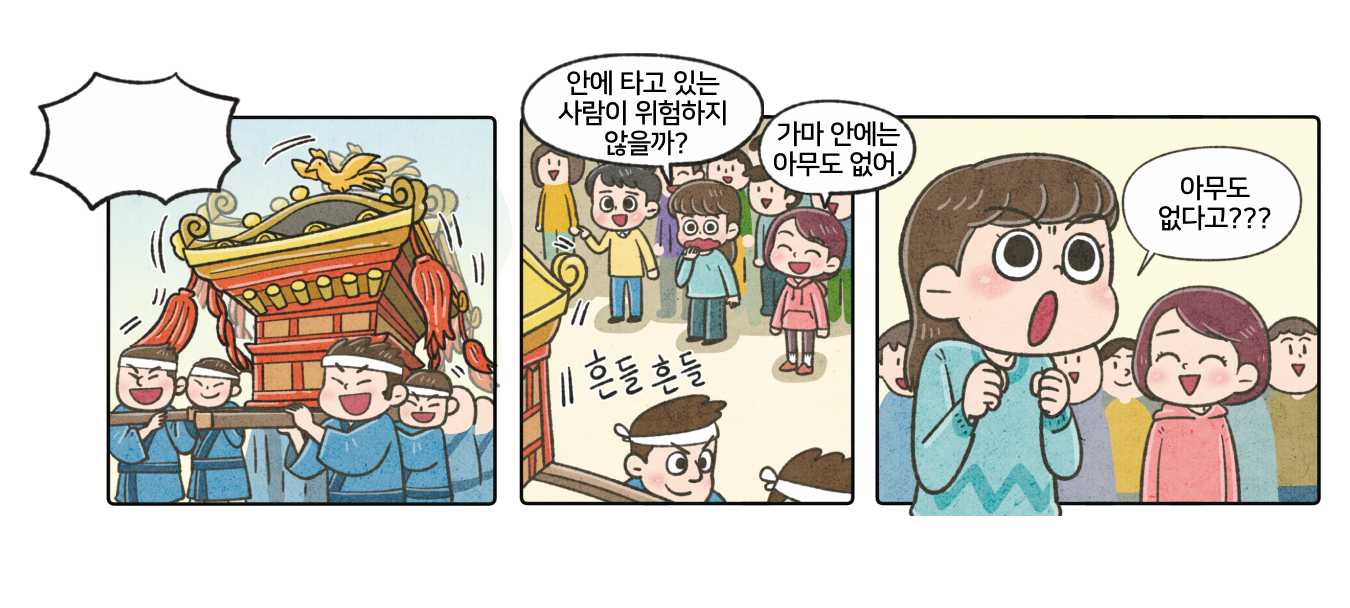 안에 타고 있는
사람이 위험하지
않을까?
가마 안에는
아무도 없어.
흔들 흔들
아무도
없다고???